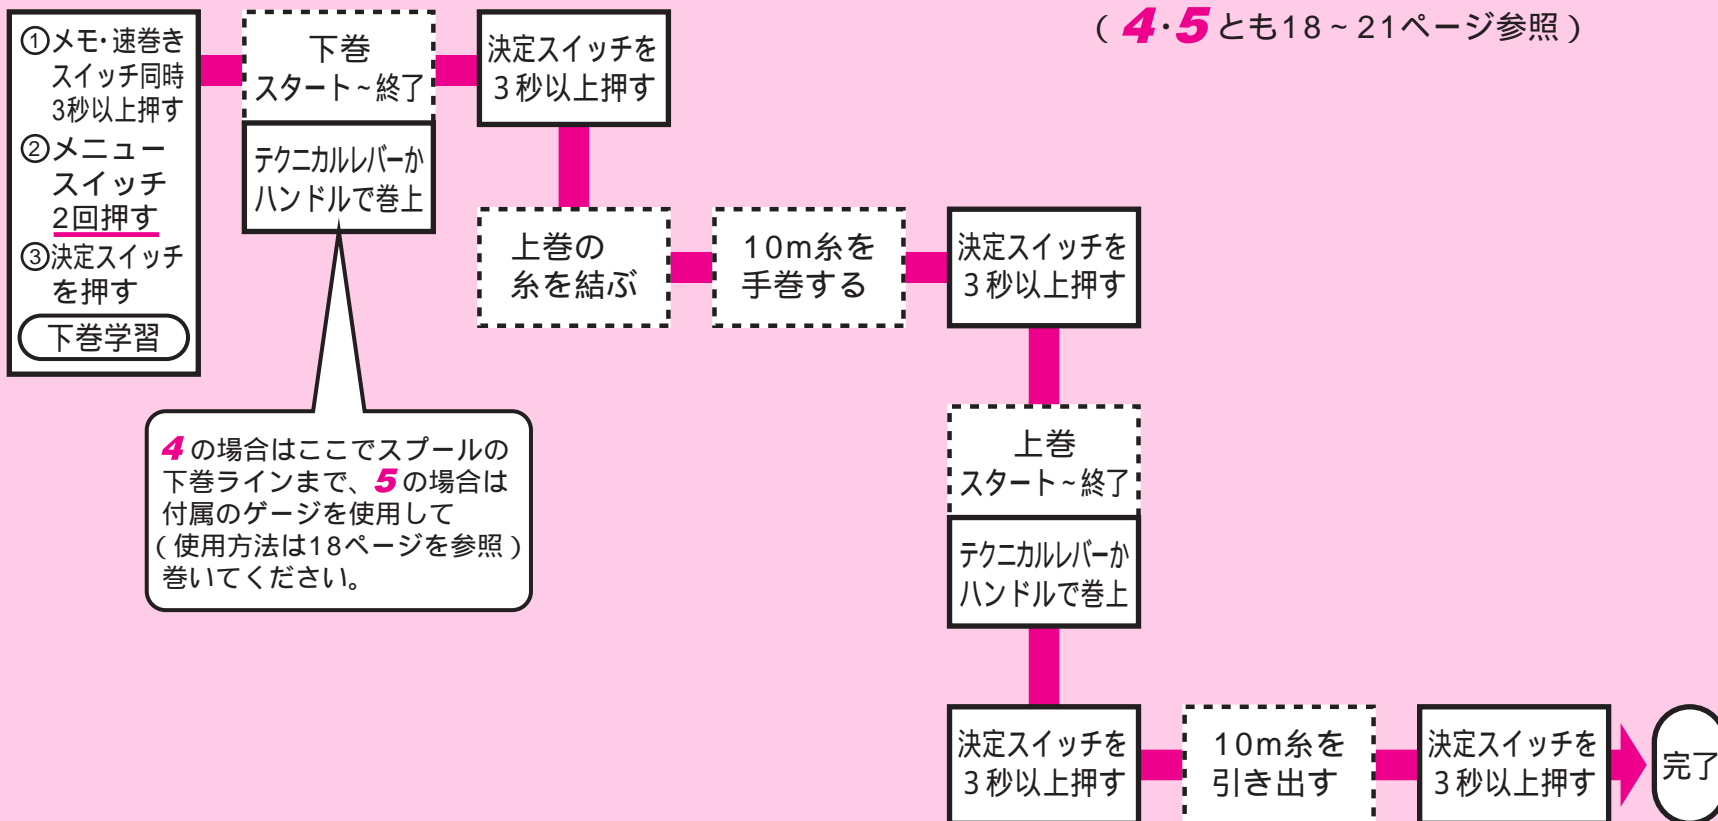 (4・5とも18~21ページ参照)
①メモ・速巻き
スイッチ同時
3秒以上押す
②メニュー
スイッチ
2回押す
③決定スイッチ
を押す
下巻学習
下巻
スタート~終了
テクニカルレバーか
ハンドルで巻上
決定スイッチを
3秒以上押す
上巻の
糸を結ぶ
10m糸を
手巻する
決定スイッチを
3秒以上押す
4の場合はここでスプールの
下巻ラインまで、5の場合は
付属のゲージを使用して
(使用方法は18ページを参照)
巻いてください。
上巻
スタート~終了
テクニカルレバーか
ハンドルで巻上
決定スイッチを
3秒以上押す
10m糸を
引き出す
決定スイッチを
3秒以上押す
完了